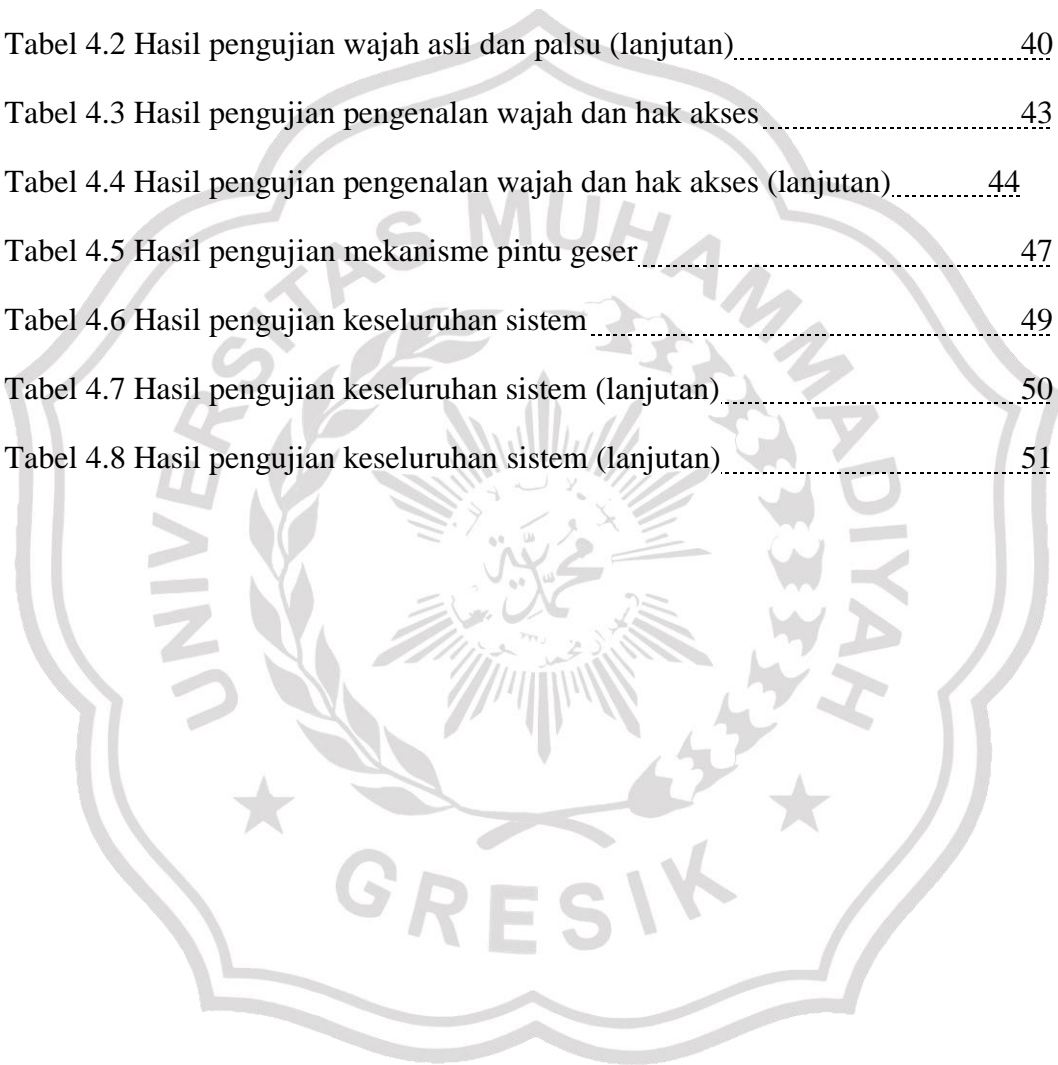 Tabel 4.2 Hasil pengujian wajah asli dan palsu (lanjutan) 40
Tabel 4.3 Hasil pengujian pengenalan wajah dan hak akses 43
Tabel 4.4 Hasil pengujian pengenalan wajah dan hak akses (lanjutan) 44
Tabel 4.5 Hasil pengujian mekanisme pintu geser 47
Tabel 4.6 Hasil pengujian keseluruhan sistem 49
Tabel 4.7 Hasil pengujian keseluruhan sistem (lanjutan) 50
Tabel 4.8 Hasil pengujian keseluruhan sistem (lanjutan) 51
UNIVERSITAS MUHAMMADIYAH
GRESIK